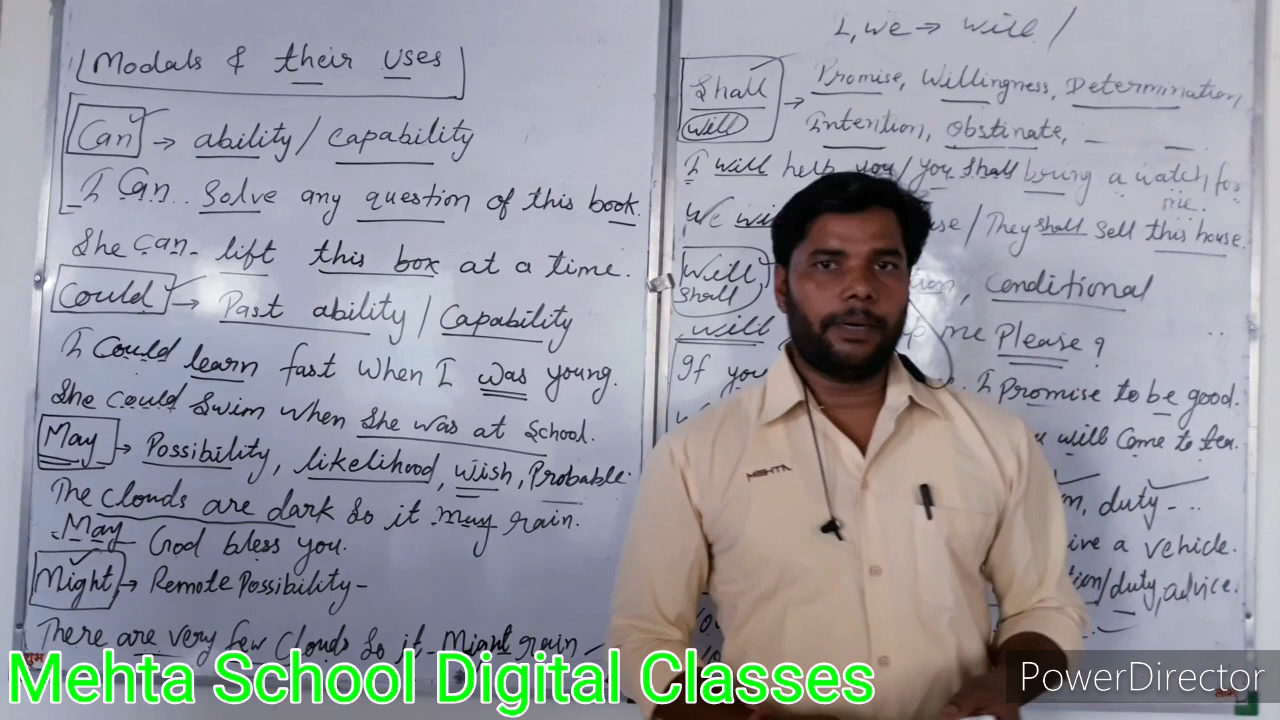 Modals & their Uses
Can → ability/ Capability
I Can.. Solve any question of this book.
She can- lift this box at a time.
Could → Past ability/ Capability
I Could learn fast when I was young.
She could swim when she was at School.
May → Possibility, likelihood, wish, Probable.
The clouds are dark so it may rain.
May God bless you.
Might → Remote Possibility-
There are very few clouds so it Might rain-
I, we → will /
Shall
will → Promise, Willingness, Determination,
Intention, Obstinate,
I will help you/ you shall bring a watch for
me.
We / They shall sell this house.
Will,
Shall
Conditional
will me Please?
If you I Promise to be good.
will Come to tea.
duty-..
a vehicle.
/duty, advice.
MEHTA
Mehta School Digital Classes
PowerDirector